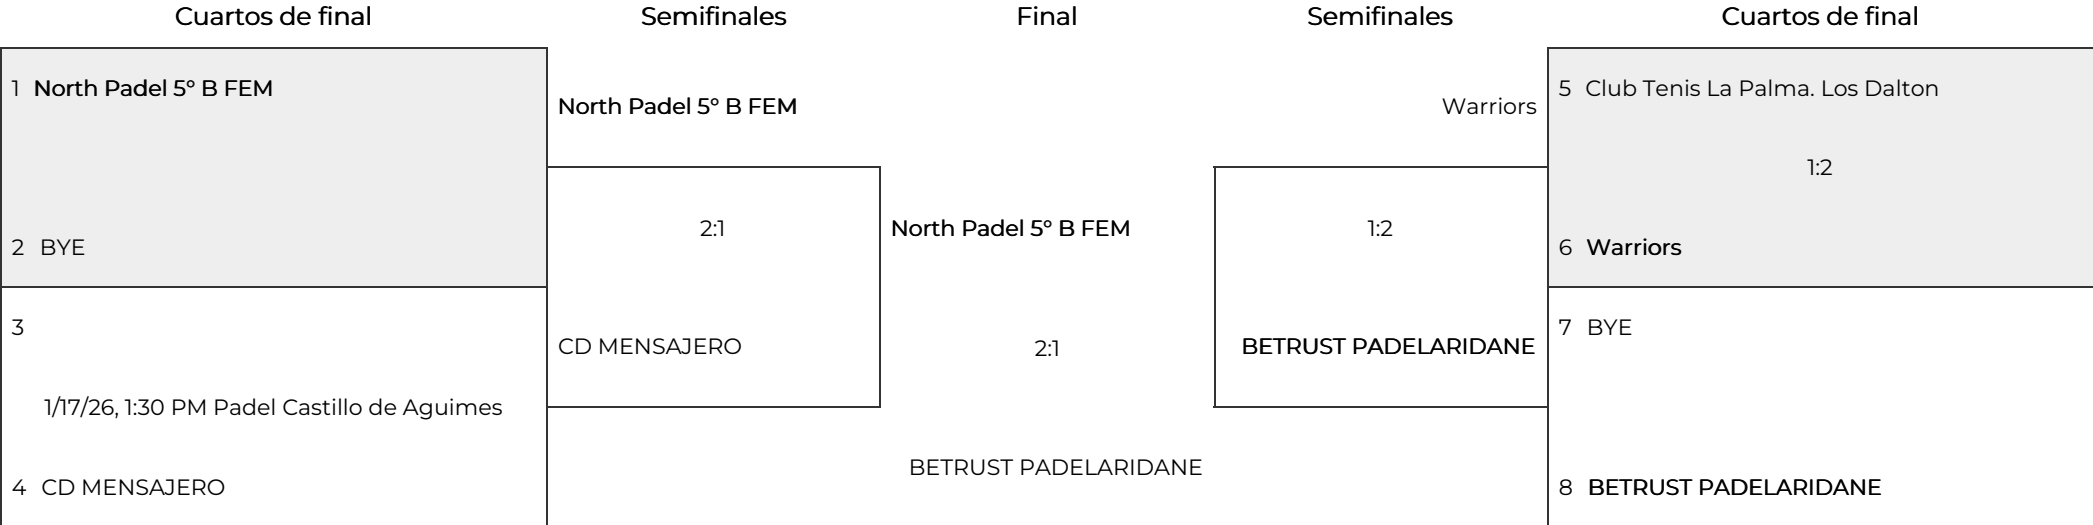 Cuartos de final
Semifinales
Final
Semifinales
Cuartos de final
1 North Padel 5º B FEM
2 BYE
3
1/17/26, 1:30 PM Padel Castillo de Aguimes
4 CD MENSAJERO
North Padel 5º B FEM
2:1
CD MENSAJERO
North Padel 5º B FEM
2:1
BETRUST PADELARIDANE
Warriors
1:2
BETRUST PADELARIDANE
5 Club Tenis La Palma. Los Dalton
1:2
6 Warriors
7 BYE
8 BETRUST PADELARIDANE